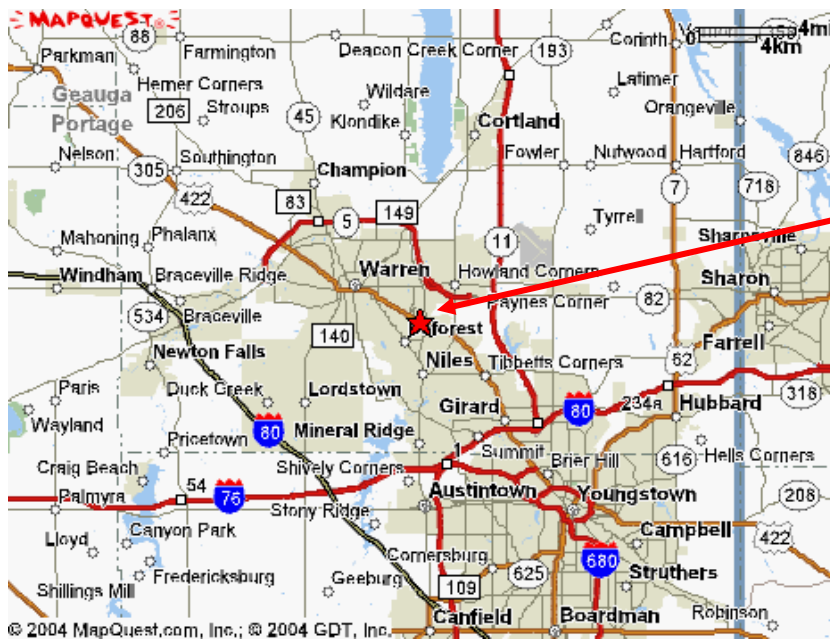 MAPQUEST
88
Farmington
Deacon Creek Corner
193
Corinth
0 4mi
4km
Parkman
Herner Corners
Wildare
Latimer
Geauga
Portage
206
Stroups
45
Klondike
Cortland
Orangeville
Nelson
305
Southington
Fowler
Nutwood
Hartford
846
Champion
422
7
718
83
5
149
Tyrrell
Mahoning
Phalanx
11
Sharpsville
Windham
Braceville Ridge
Warren
Howland Corners
Sharon
534
Braceville
Paynes Corner
82
140
forest
Farrell
Newton Falls
Niles
Tibbetts Corners
62
Paris
Duck Creek
Lordstown
318
Wayland
Girard
80
234a
Hubbard
80
Mineral Ridge
Pricetown
1
Summit
616
Hells Corners
Craig Beach
54
Shively Corners
Brier Hill
76
Palmyra
Austintown
Youngstown
208
Stony Ridge
Lloyd
Canyon Park
Campbell
422
Cornersburg
680
Fredericksburg
625
Struthers
Shillings Mill
Geeburg
109
Robinson
Canfield
Boardman
© 2004 MapQuest.com, Inc.; © 2004 GDT, Inc.